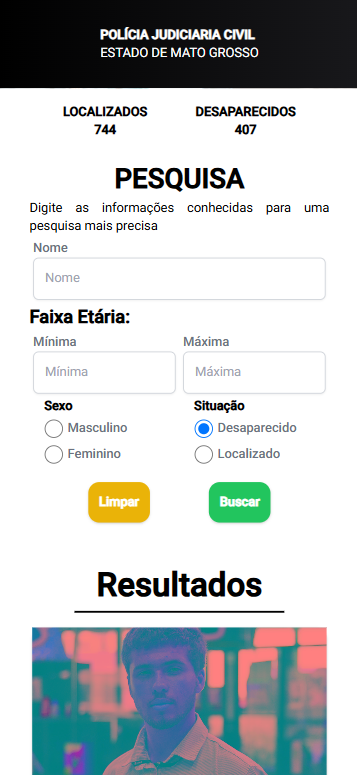 POLÍCIA JUDICIARIA CIVIL
ESTADO DE MATO GROSSO
LOCALIZADOS DESAPARECIDOS
744 407
PESQUISA
Digite as informações conhecidas para uma
pesquisa mais precisa
Nome
Nome
Faixa Etária:
Mínima Máxima
Mínima Máxima
Sexo Situação
Masculino Desaparecido
Feminino Localizado
Limpar Buscar
Resultados